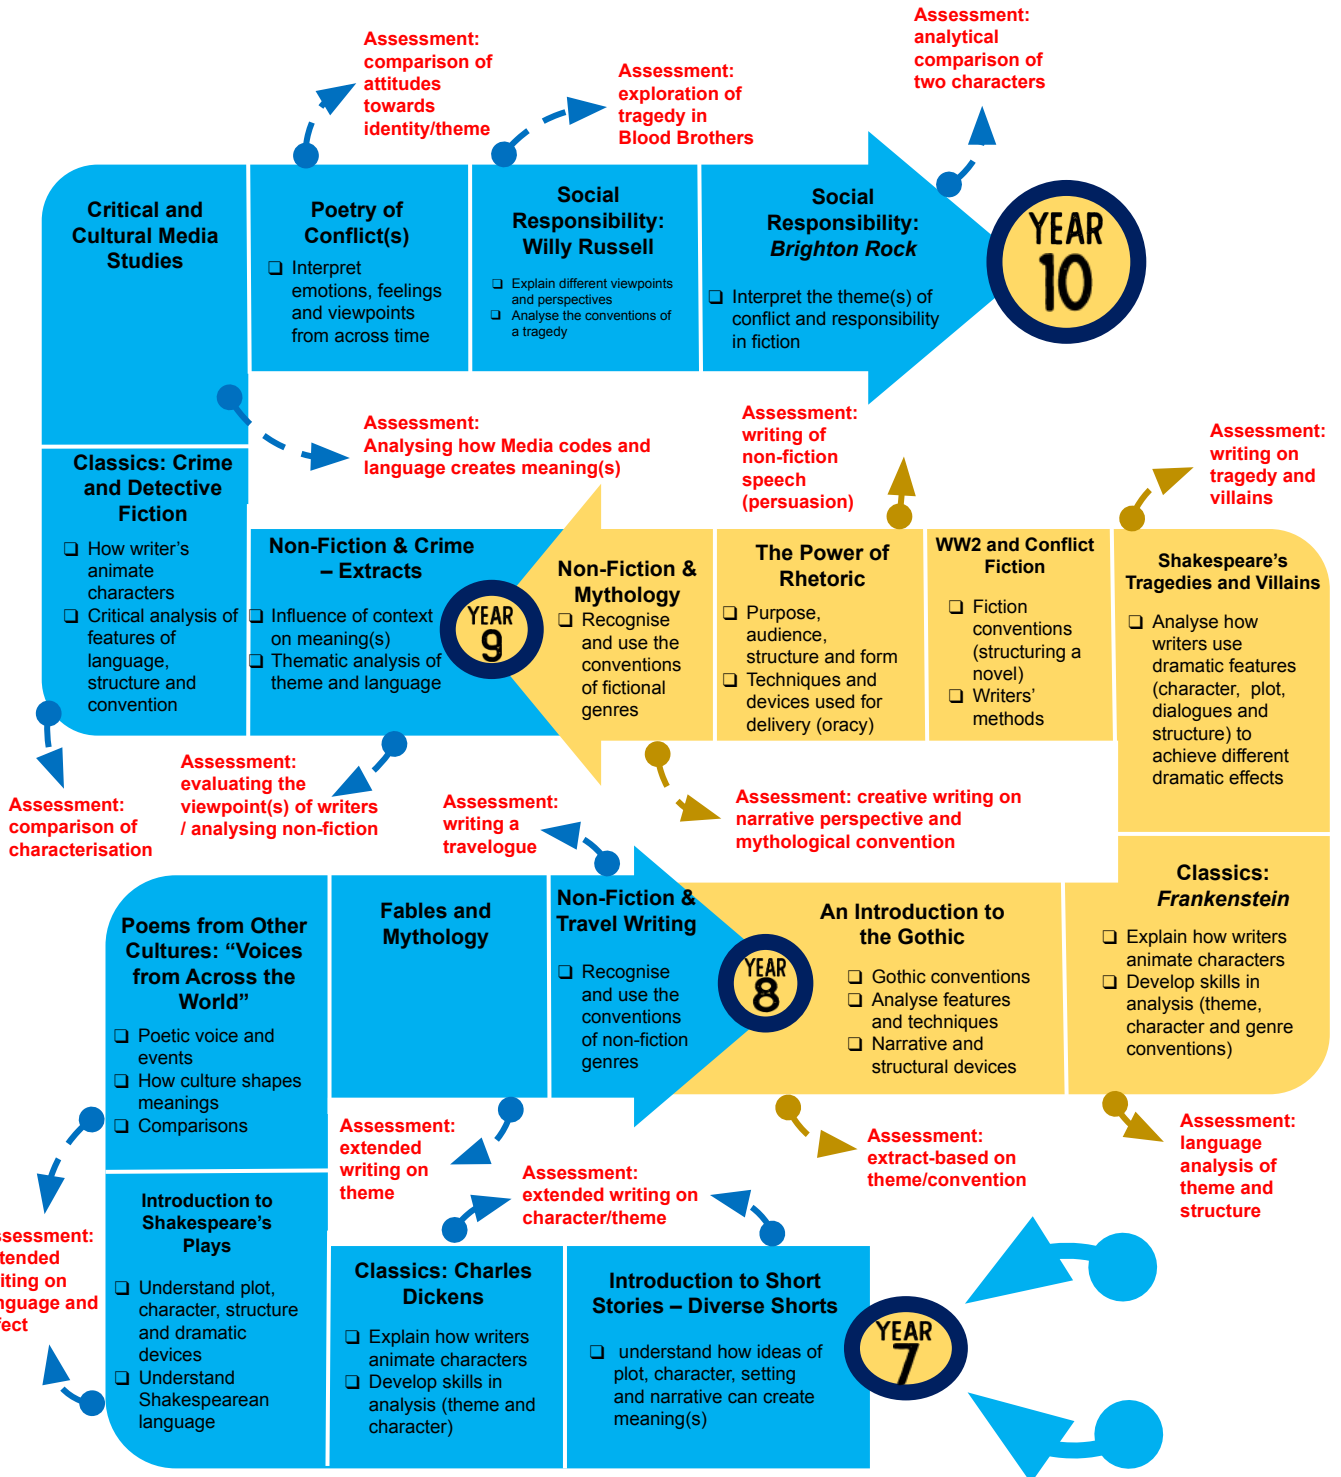 Assessment:
analytical
comparison of
two characters
Assessment:
comparison of
attitudes
towards
identity/theme
Assessment:
exploration of
tragedy in
Blood Brothers
Critical and
Cultural Media
Studies
Poetry of
Conflict(s)
❑ Interpret
emotions, feelings
and viewpoints
from across time
Social
Responsibility:
Willy Russell
❑ Explain different viewpoints
and perspectives
❑ Analyse the conventions of
a tragedy
Social
Responsibility:
Brighton Rock
❑ Interpret the theme(s) of
conflict and responsibility
in fiction
YEAR
10
Assessment:
Analysing how Media codes and
language creates meaning(s)
Assessment:
writing of
non-fiction
speech
(persuasion)
Assessment:
writing on
tragedy and
villains
Classics: Crime
and Detective
Fiction
❑ How writer's
animate
characters
❑ Critical analysis of
features of
language,
structure and
convention
Non-Fiction & Crime
– Extracts
❑ Influence of context
on meaning(s)
❑ Thematic analysis of
theme and language
YEAR
9
Non-Fiction &
Mythology
❑ Recognise
and use the
conventions
of fictional
genres
The Power of
Rhetoric
❑ Purpose,
audience,
structure and form
❑ Techniques and
devices used for
delivery (oracy)
WW2 and Conflict
Fiction
❑ Fiction
conventions
(structuring a
novel)
❑ Writers'
methods
Shakespeare's
Tragedies and Villains
❑ Analyse how
writers use
dramatic features
(character, plot,
dialogues and
structure) to
achieve different
dramatic effects
Assessment:
comparison of
characterisation
Assessment:
evaluating the
viewpoint(s) of writers
/ analysing non-fiction
Assessment:
writing a
travelogue
Assessment: creative writing on
narrative perspective and
mythological convention
Poems from Other
Cultures: “Voices
from Across the
World”
❑ Poetic voice and
events
❑ How culture shapes
meanings
❑ Comparisons
Fables and
Mythology
Non-Fiction &
Travel Writing
❑ Recognise
and use the
conventions
of non-fiction
genres
YEAR
8
An Introduction to
the Gothic
❑ Gothic conventions
❑ Analyse features
and techniques
❑ Narrative and
structural devices
Classics:
Frankenstein
❑ Explain how writers
animate characters
❑ Develop skills in
analysis (theme,
character and genre
conventions)
Assessment:
extended
writing on
theme
Assessment:
extended writing on
character/theme
Assessment:
extract-based on
theme/convention
Assessment:
language
analysis of
theme and
structure
ssessment:
tended
iting on
nguage and
fect
Introduction to
Shakespeare's
Plays
❑ Understand plot,
character, structure
and dramatic
devices
❑ Understand
Shakespearean
language
Classics: Charles
Dickens
❑ Explain how writers
animate characters
❑ Develop skills in
analysis (theme and
character)
Introduction to Short
Stories – Diverse Shorts
❑ understand how ideas of
plot, character, setting
and narrative can create
meaning(s)
YEAR
7